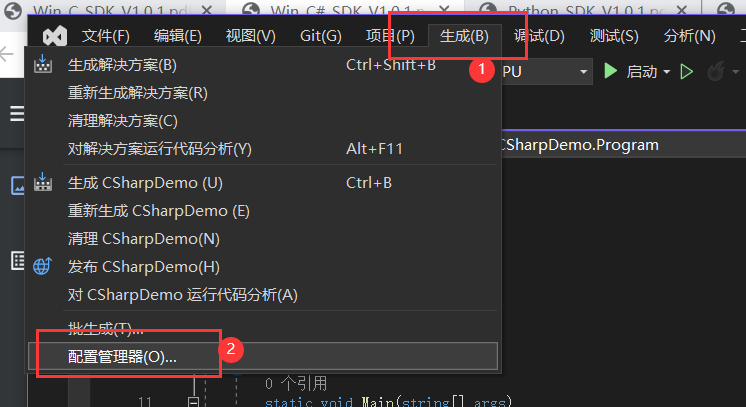 Win_C_SDK_V1.0.1.pdf
Win_C#_SDK_V1.0.1.pd
Python_SDK_V1.0.1.pd
文件(F) 编辑(E) 视图(V) Git(G) 项目(P) 生成(B) 调试(D) 测试(S) 分析(N) 工具(T)
1
生成解决方案(B) Ctrl+Shift+B
PU 启动
重新生成解决方案(R)
清理解决方案(C)
对解决方案运行代码分析(Y) Alt+F11
CSharpDemo.Program
生成 CSharpDemo (U) Ctrl+B
重新生成 CSharpDemo (E)
清理 CSharpDemo(N)
发布 CSharpDemo(H)
对 CSharpDemo 运行代码分析(A)
批生成(T)...
配置管理器(O)...
2
0 个引用
11 static void Main(string[] args)